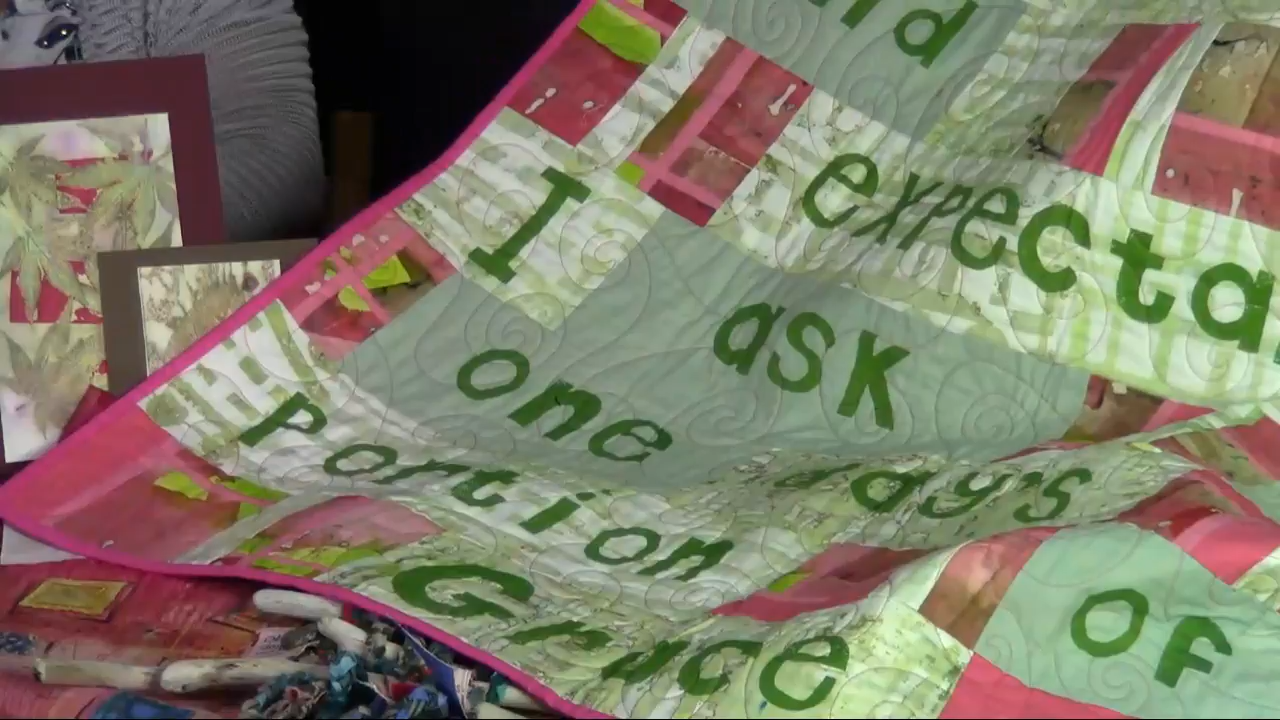 expecta
I ask
one day's
Portion of
Grace